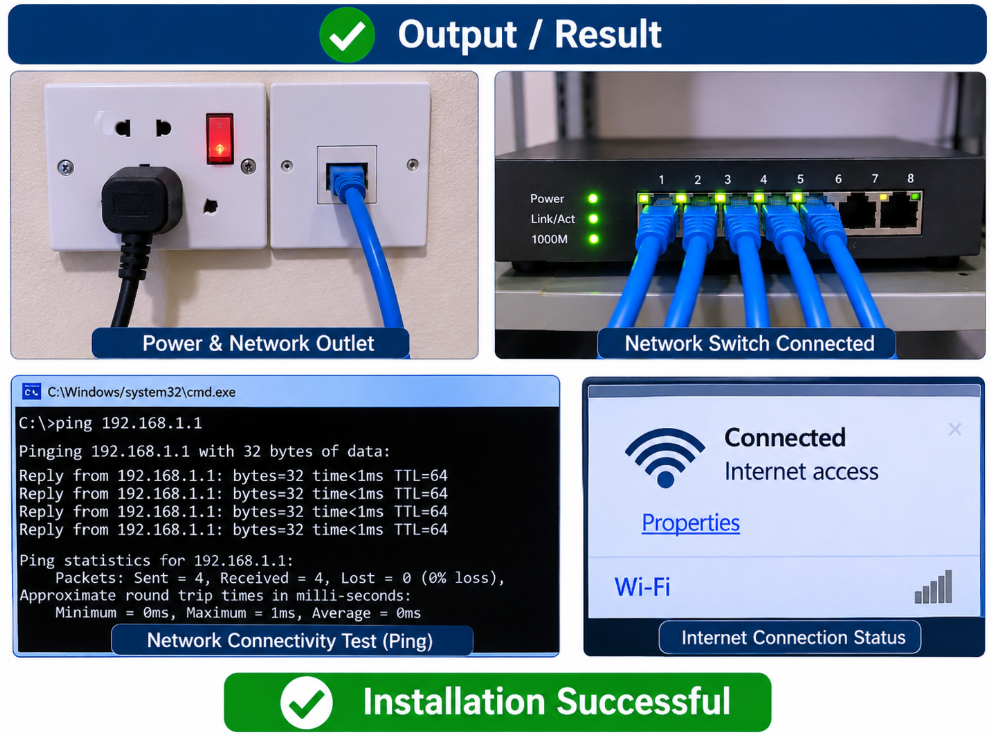 Output / Result
Power & Network Outlet
1 2 3 4 5 6 7 8
Power
Link/Act
1000M
Network Switch Connected
C:\Windows/system32\cmd.exe
C:\>ping 192.168.1.1
Pinging 192.168.1.1 with 32 bytes of data:
Reply from 192.168.1.1: bytes=32 time<1ms TTL=64
Reply from 192.168.1.1: bytes=32 time<1ms TTL=64
Reply from 192.168.1.1: bytes=32 time<1ms TTL=64
Reply from 192.168.1.1: bytes=32 time<1ms TTL=64
Ping statistics for 192.168.1.1:
Packets: Sent = 4, Received = 4, Lost = 0 (0% loss),
Approximate round trip times in milli-seconds:
Minimum = 0ms, Maximum = 1ms, Average = 0ms
Network Connectivity Test (Ping)
Connected
Internet access
Properties
Wi-Fi
Internet Connection Status
Installation Successful